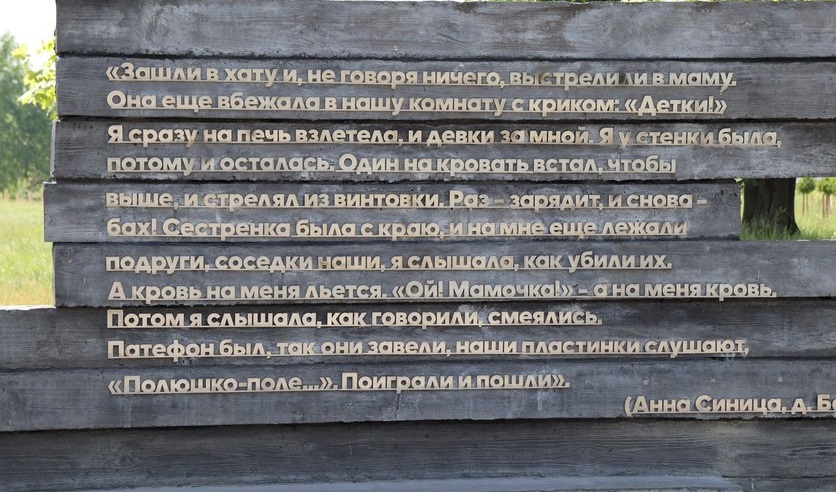 «Зашли в хату и, не говоря ничего, выстрелили в маму.
Она еще вбежала в нашу комнату с криком: «Детки!»
Я сразу на печь взлетела, и девки за мной. Я у стенки была,
потому и осталась. Один на кровать встал, чтобы
выше, и стрелял из винтовки. Раз – зарядит, и снова –
бах! Сестренка была с краю, и на мне еще лежали
подруги, соседки наши, я слышала, как убили их.
А кровь на меня льется. «Ой! Мамочка!» – а на меня кровь.
Потом я слышала, как говорили, смеялись.
Патефон был, так они завели, наши пластинки слушают,
«Полюшко-поле...». Поиграли и пошли».
(Анна Синица, д.